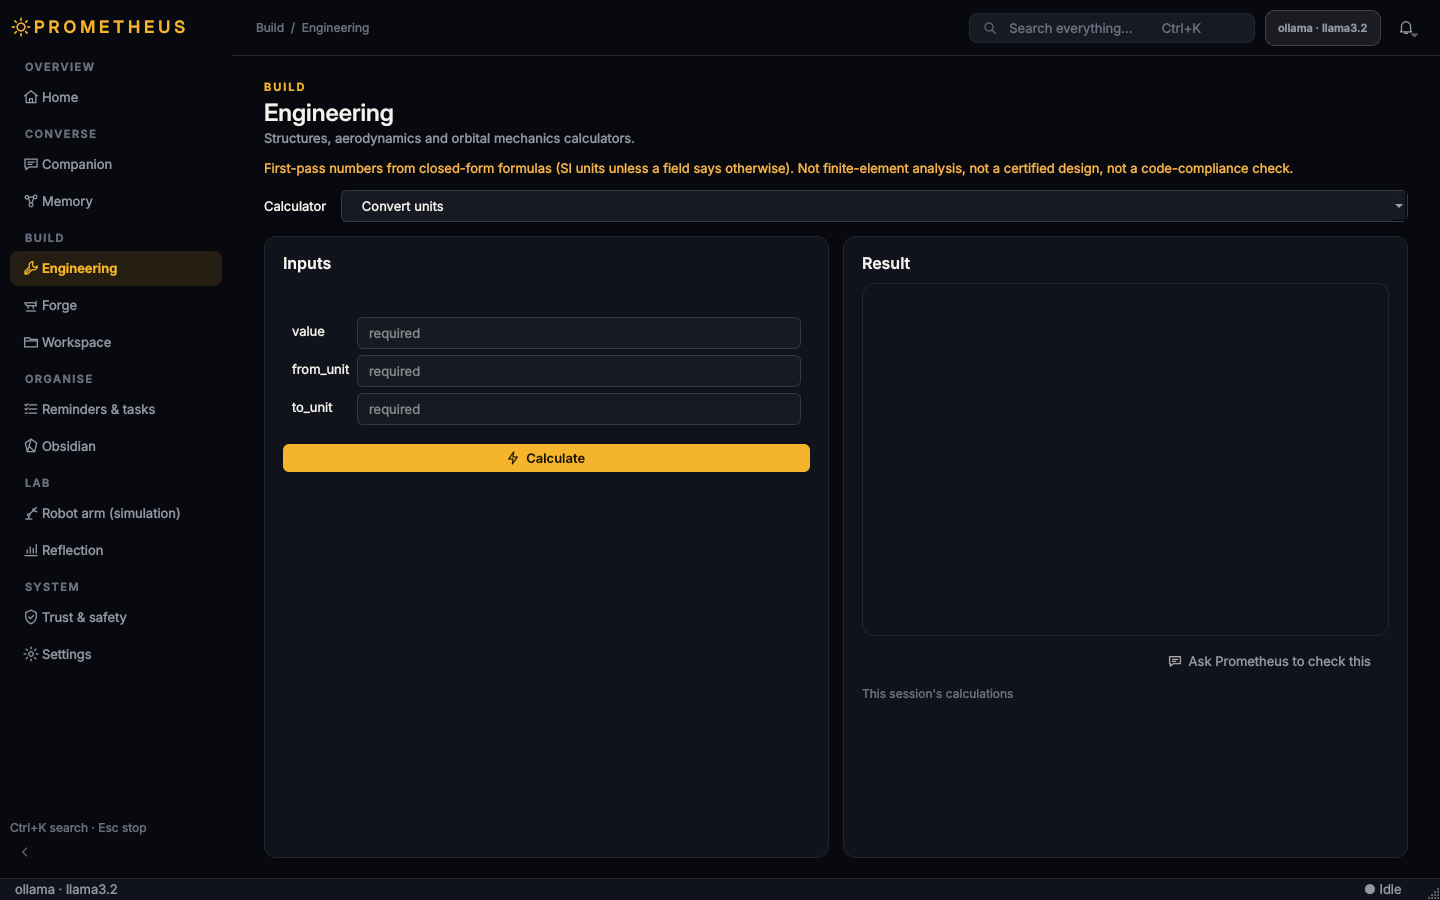 PROMETHEUS
OVERVIEW
Home
CONVERSE
Companion
Memory
BUILD
Engineering
Forge
Workspace
ORGANISE
Reminders & tasks
Obsidian
LAB
Robot arm (simulation)
Reflection
SYSTEM
Trust & safety
Settings
Ctrl+K search · Esc stop
Build / Engineering
Search everything... Ctrl+K
ollama · llama3.2
BUILD
Engineering
Structures, aerodynamics and orbital mechanics calculators.
First-pass numbers from closed-form formulas (SI units unless a field says otherwise). Not finite-element analysis, not a certified design, not a code-compliance check.
Calculator Convert units
Inputs
value required
from_unit required
to_unit required
Calculate
Result
Ask Prometheus to check this
This session's calculations
ollama · llama3.2
Idle